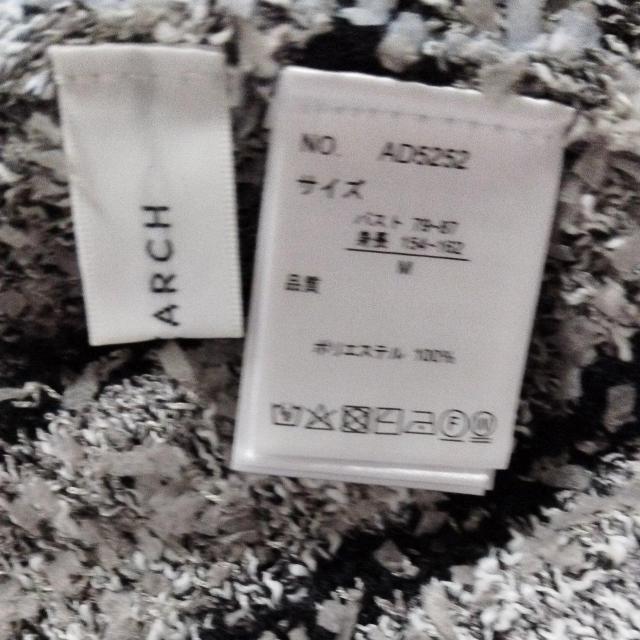 ARCH
NO. AD5252
サイズ
バスト 79-87
身長 154-162
M
品質
ポリエステル 100%